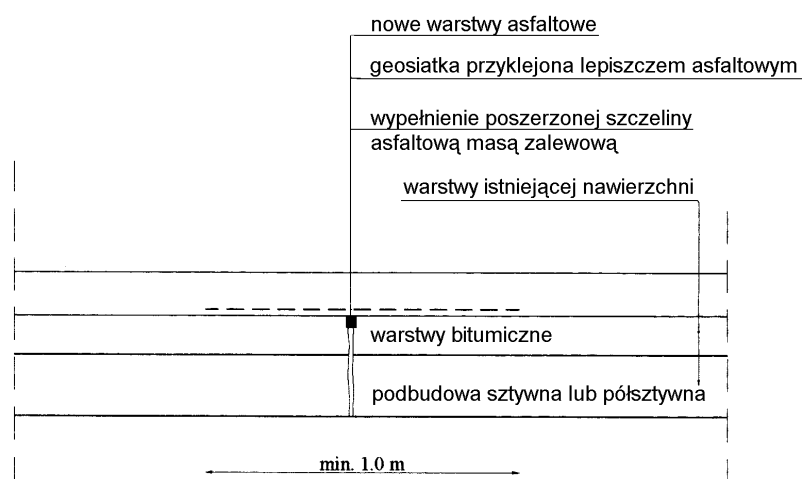 nowe warstwy asfaltowe
geosiatka przyklejona lepiszczem asfaltowym
wypełnienie poszerzonej szczeliny
asfaltową masą zalewową
warstwy istniejącej nawierzchni
warstwy bitumiczne
podbudowa sztywna lub półsztywna
min. 1.0 m